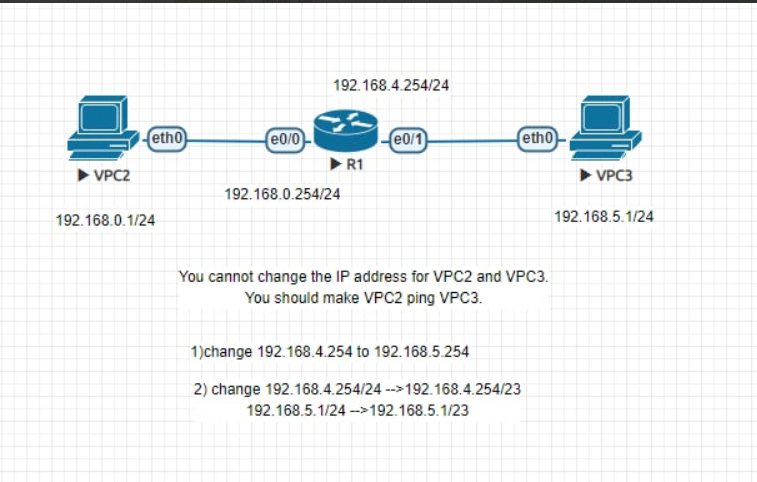 192.168.4.254/24
eth0
e0/0
e0/1
eth0
VPC2
R1
VPC3
192.168.0.254/24
192.168.0.1/24
192.168.5.1/24
You cannot change the IP address for VPC2 and VPC3.
You should make VPC2 ping VPC3.
1)change 192.168.4.254 to 192.168.5.254
2) change 192.168.4.254/24 -->192.168.4.254/23
192.168.5.1/24 -->192.168.5.1/23